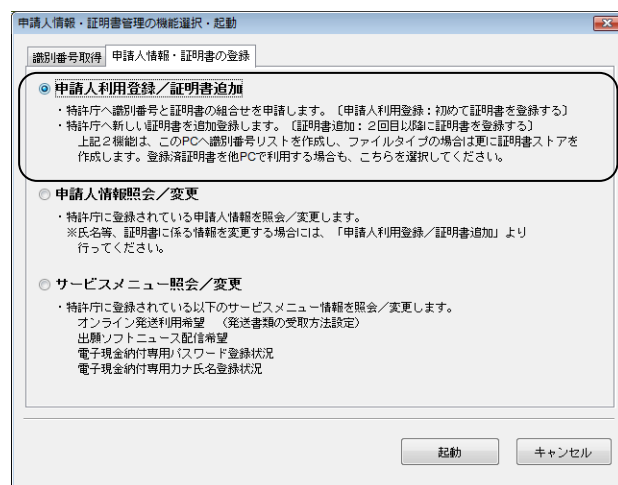 申請人情報・証明書管理の機能選択・起動
識別番号取得 申請人情報・証明書の登録
申請人利用登録／証明書追加
・特許庁へ識別番号と証明書の組合せを申請します。〔申請人利用登録：初めて証明書を登録する〕
・特許庁へ新しい証明書を追加登録します。〔証明書追加：２回目以降に証明書を登録する〕
上記２機能は、このPCへ識別番号リストを作成し、ファイルタイプの場合は更に証明書ストアを
作成します。登録済証明書を他PCで利用する場合も、こちらを選択してください。
申請人情報照会／変更
・特許庁に登録されている申請人情報を照会／変更します。
※氏名等、証明書に係る情報を変更する場合には、「申請人利用登録／証明書追加」より
行ってください。
サービスメニュー照会／変更
・特許庁に登録されている以下のサービスメニュー情報を照会／変更します。
オンライン発送利用希望　（発送書類の受取方法設定）
出願ソフトニュース配信希望
電子現金納付専用パスワード登録状況
電子現金納付専用カナ氏名登録状況
起動 キャンセル